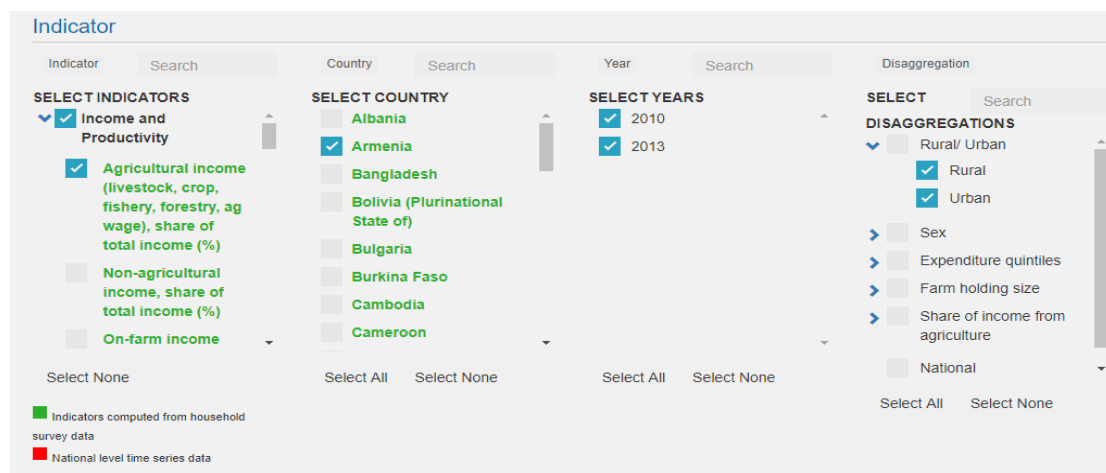 Indicator
Indicator
Search
SELECT INDICATORS
Income and
Productivity
Agricultural income
(livestock, crop,
fishery, forestry, ag
wage), share of
total income (%)
Non-agricultural
income, share of
total income (%)
On-farm income
Select None
Indicators computed from household
survey data
National level time series data
Country
Search
SELECT COUNTRY
Albania
Armenia
Bangladesh
Bolivia (Plurinational
State of)
Bulgaria
Burkina Faso
Cambodia
Cameroon
Select All Select None
Year
Search
SELECT YEARS
2010
2013
Select All Select None
Disaggregation
SELECT
Search
DISAGGREGATIONS
Rural/ Urban
Rural
Urban
Sex
Expenditure quintiles
Farm holding size
Share of income from
agriculture
National
Select All Select None